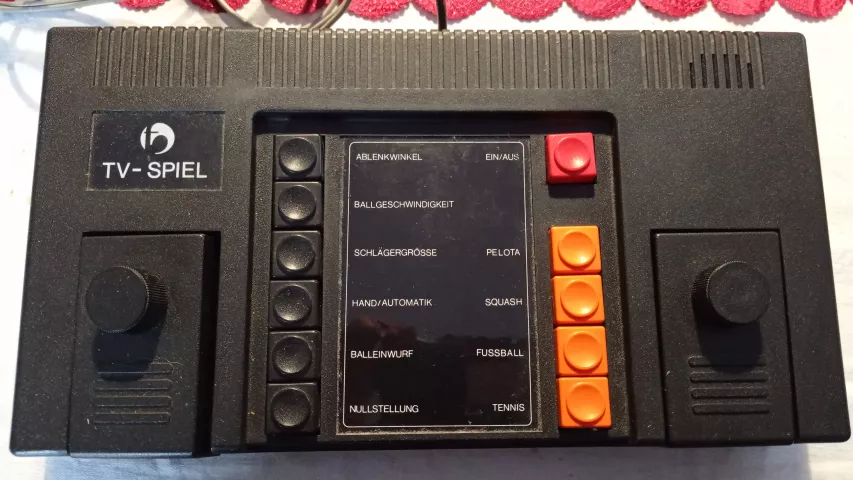 TV-SPIEL
ABLENKWINKEL EIN/AUS
BALLGESCHWINDIGKEIT
SCHLÄGERGRÖSSE PELOTA
HAND/AUTOMATIK SQUASH
BALLEINWURF FUSSBALL
NULLSTELLUNG TENNIS